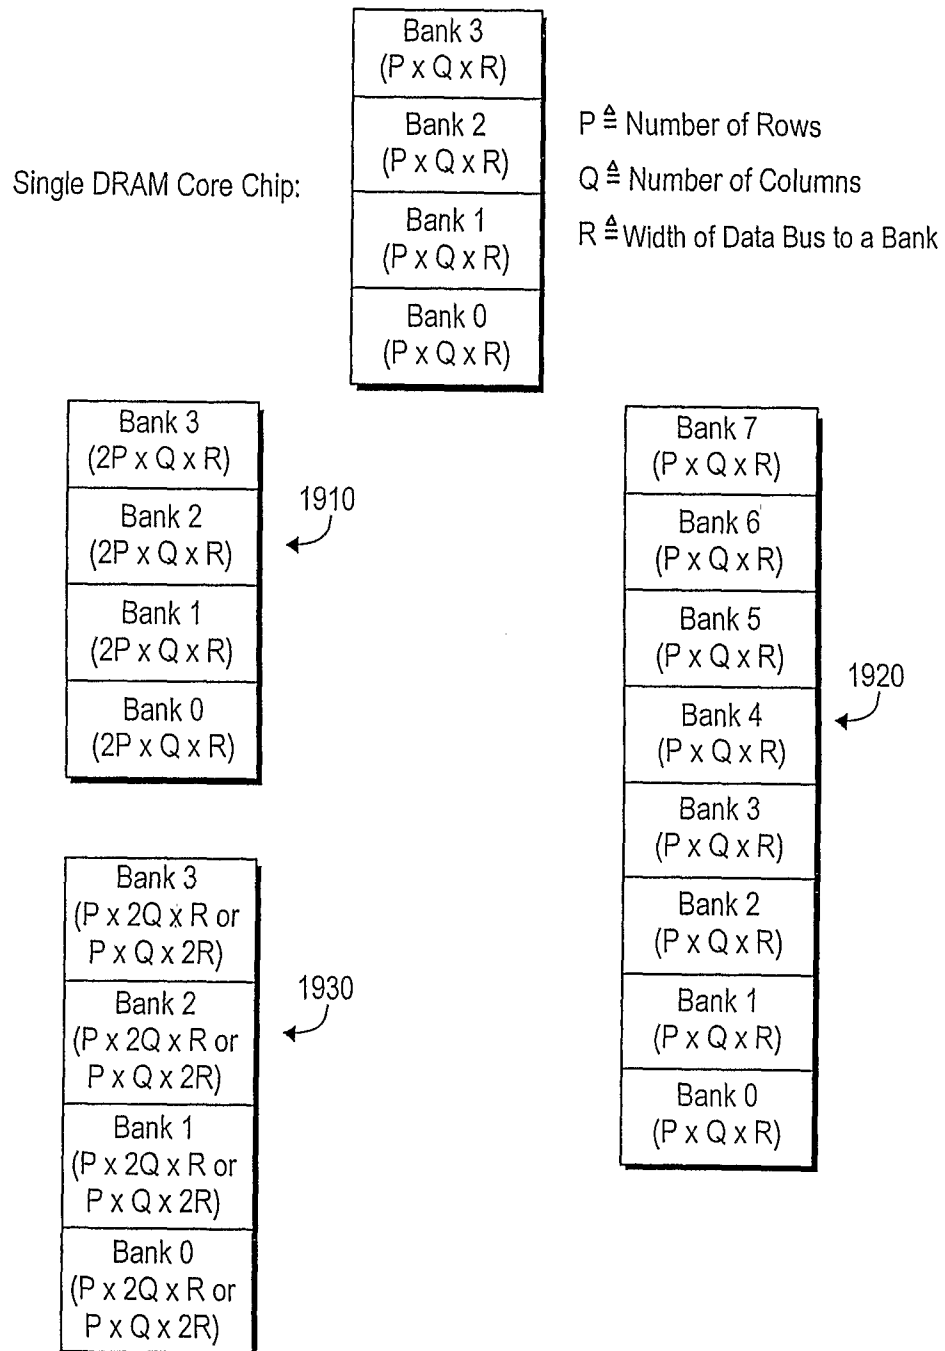 Bank 3
(P x Q x R)
Bank 2
(P x Q x R)
Bank 1
(P x Q x R)
Bank 0
(P x Q x R)
Single DRAM Core Chip:
P ≜ Number of Rows
Q ≜ Number of Columns
R ≜ Width of Data Bus to a Bank
Bank 3
(2P x Q x R)
Bank 2
(2P x Q x R)
Bank 1
(2P x Q x R)
Bank 0
(2P x Q x R)
1910
Bank 7
(P x Q x R)
Bank 6
(P x Q x R)
Bank 5
(P x Q x R)
Bank 4
(P x Q x R)
Bank 3
(P x Q x R)
Bank 2
(P x Q x R)
Bank 1
(P x Q x R)
Bank 0
(P x Q x R)
1920
Bank 3
(P x 2Q x R or
P x Q x 2R)
Bank 2
(P x 2Q x R or
P x Q x 2R)
Bank 1
(P x 2Q x R or
P x Q x 2R)
Bank 0
(P x 2Q x R or
P x Q x 2R)
1930